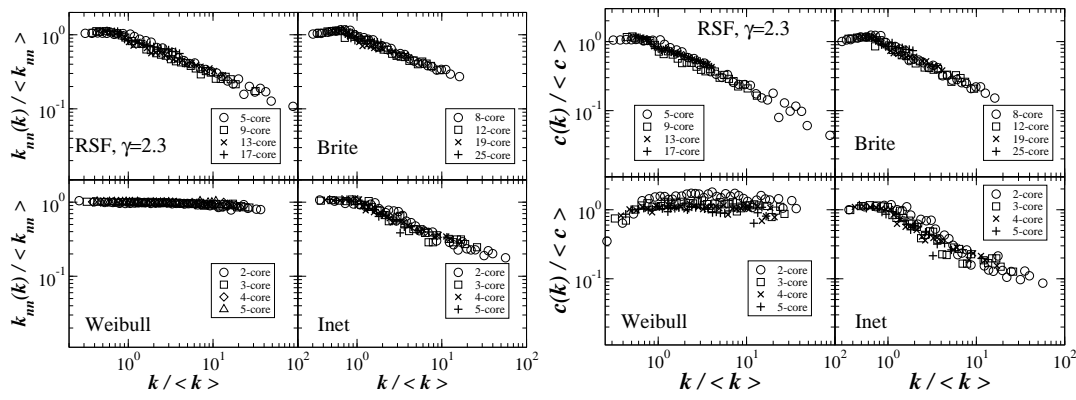 k_nn(k) / < k_nn >
10^0
10^-1
RSF, γ=2.3
5-core
9-core
13-core
17-core
Brite
8-core
12-core
19-core
25-core
k_nn(k) / < k_nn >
10^0
10^-1
Weibull
2-core
3-core
4-core
5-core
Inet
2-core
3-core
4-core
5-core
10^0 10^1 10^0 10^1 10^2
k / < k > k / < k >
c(k) / < c >
10^0
10^-1
RSF, γ=2.3
5-core
9-core
13-core
17-core
Brite
8-core
12-core
19-core
25-core
c(k) / < c >
10^0
10^-1
Weibull
2-core
3-core
4-core
5-core
Inet
2-core
3-core
4-core
5-core
10^0 10^1 10^0 10^1 10^2
k / < k > k / < k >